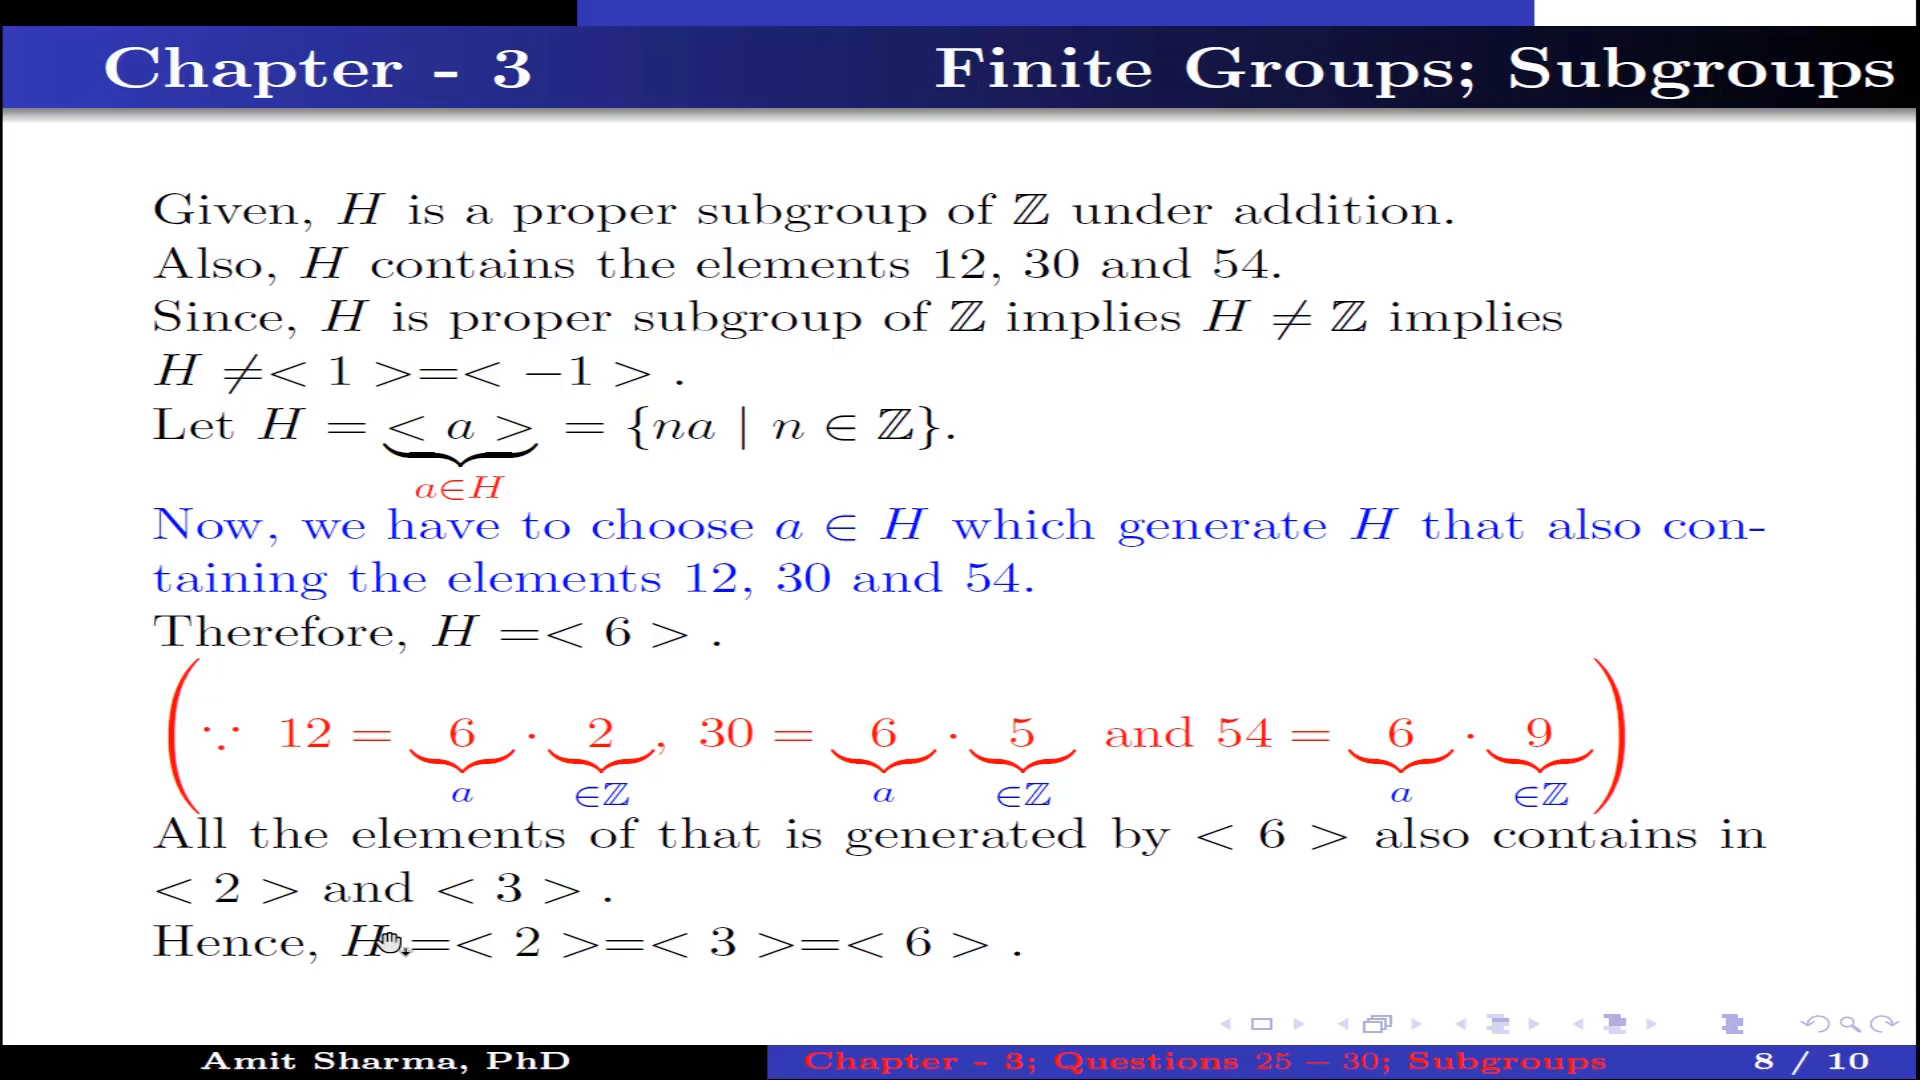 Chapter - 3 Finite Groups; Subgroups
Given, H is a proper subgroup of ℤ under addition.
Also, H contains the elements 12, 30 and 54.
Since, H is proper subgroup of ℤ implies H ≠ ℤ implies
H ≠< 1 >=< −1 > .
Let H = < a > = {na | n ∈ ℤ}.
a∈H
Now, we have to choose a ∈ H which generate H that also con-
taining the elements 12, 30 and 54.
Therefore, H =< 6 > .
(∵ 12 = 6 · 2, 30 = 6 · 5 and 54 = 6 · 9)
a ∈ℤ a ∈ℤ a ∈ℤ
All the elements of that is generated by < 6 > also contains in
< 2 > and < 3 > .
Hence, H =< 2 >=< 3 >=< 6 > .
Amit Sharma, PhD Chapter - 3; Questions 25 − 30; Subgroups 8 / 10